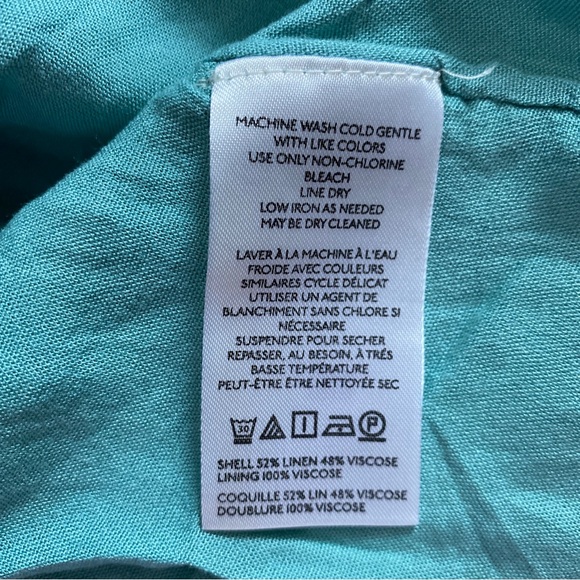 MACHINE WASH COLD GENTLE
WITH LIKE COLORS
USE ONLY NON-CHLORINE
BLEACH
LINE DRY
LOW IRON AS NEEDED
MAY BE DRY CLEANED
LAVER À LA MACHINE À L'EAU
FROIDE AVEC COULEURS
SIMILAIRES CYCLE DÉLICAT
UTILISER UN AGENT DE
BLANCHIMENT SANS CHLORE SI
NÉCESSAIRE
SUSPENDRE POUR SECHER
REPASSER, AU BESOIN, À TRÉS
BASSE TEMPÉRATURE
PEUT-ÊTRE ÊTRE NETTOYÉE SEC
30 P
SHELL 52% LINEN 48% VISCOSE
LINING 100% VISCOSE
COQUILLE 52% LIN 48% VISCOSE
DOUBLURE 100% VISCOSE